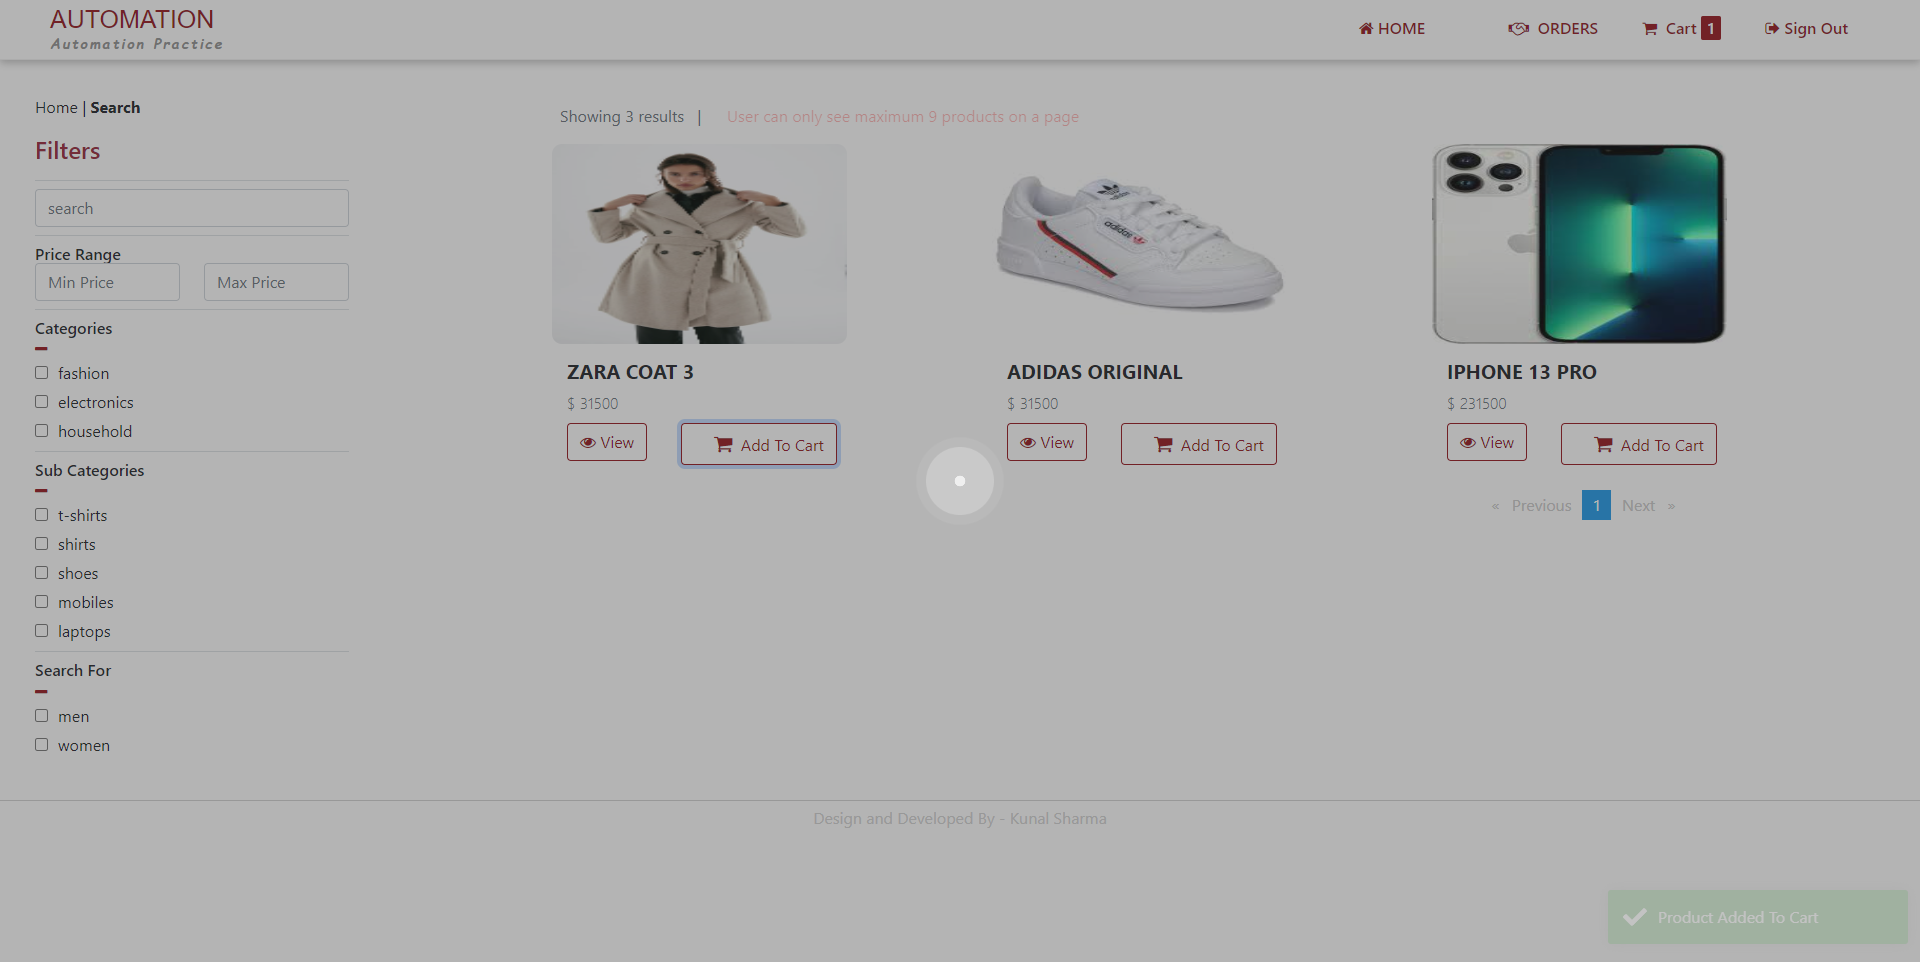 AUTOMATION
Automation Practice
HOME
ORDERS
Cart 1
Sign Out
Home | Search
Filters
search
Price Range
Min Price
Max Price
Categories
fashion
electronics
household
Sub Categories
t-shirts
shirts
shoes
mobiles
laptops
Search For
men
women
Showing 3 results |
User can only see maximum 9 products on a page
ZARA COAT 3
$ 31500
View
Add To Cart
adidas
adidas
ADIDAS ORIGINAL
$ 31500
View
Add To Cart
IPHONE 13 PRO
$ 231500
View
Add To Cart
« Previous 1 Next »
Design and Developed By - Kunal Sharma
Product Added To Cart